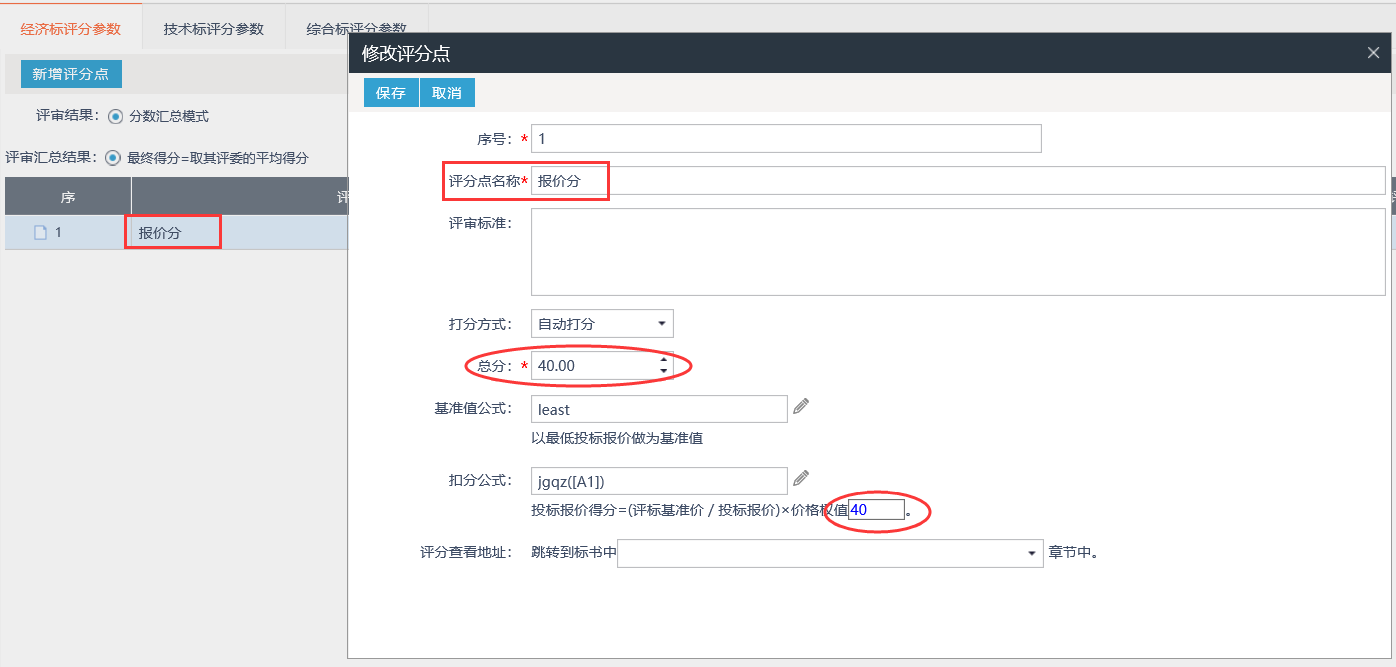 经济标评分参数
技术标评分参数
综合标评分参数
新增评分点
评审结果:
分数汇总模式
评审汇总结果:
最终得分=取其评委的平均得分
序
评
1
报价分
修改评分点
保存
取消
序号: * 1
评分点名称* 报价分
评审标准:
打分方式: 自动打分
总分: * 40.00
基准值公式: least
以最低投标报价做为基准值
扣分公式: jgqz([A1])
投标报价得分=(评标基准价 / 投标报价)×价格权值 40 。
评分查看地址: 跳转到标书中 章节中。